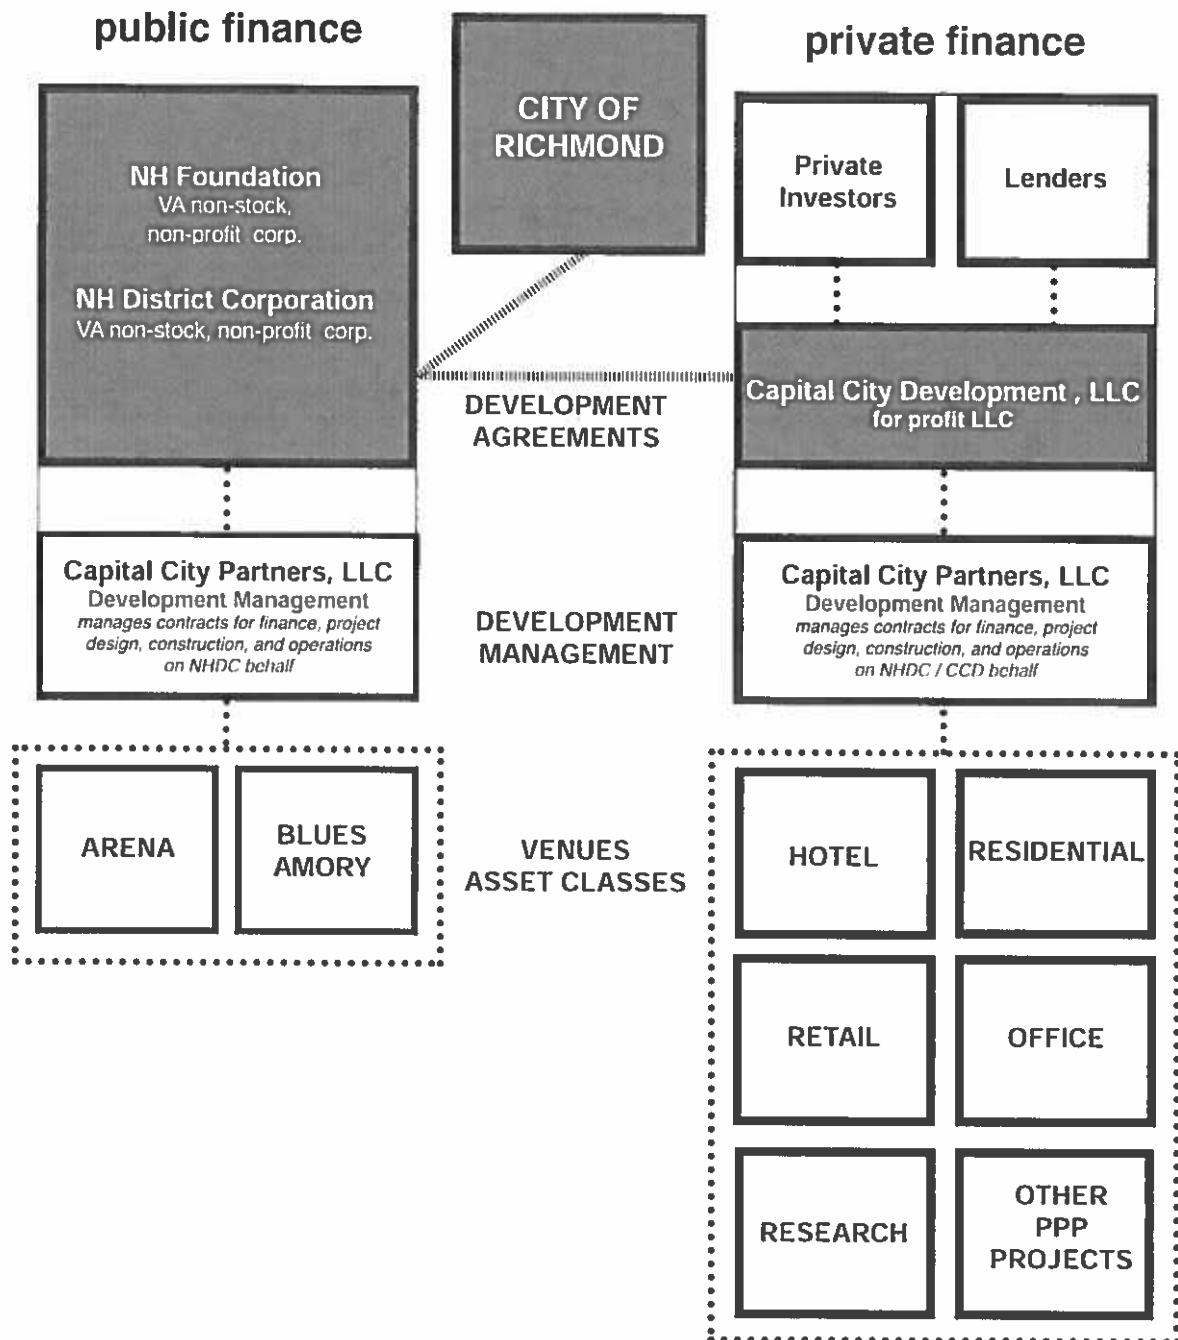 public finance
private finance
CITY OF
RICHMOND
NH Foundation
VA non-stock,
non-profit corp.
NH District Corporation
VA non-stock, non-profit corp.
Private
Investors
Lenders
DEVELOPMENT
AGREEMENTS
Capital City Development , LLC
for profit LLC
Capital City Partners, LLC
Development Management
manages contracts for finance, project
design, construction, and operations
on NHDC behalf
DEVELOPMENT
MANAGEMENT
Capital City Partners, LLC
Development Management
manages contracts for finance, project
design, construction, and operations
on NHDC / CCD behalf
ARENA
BLUES
AMORY
VENUES
ASSET CLASSES
HOTEL
RESIDENTIAL
RETAIL
OFFICE
RESEARCH
OTHER
PPP
PROJECTS